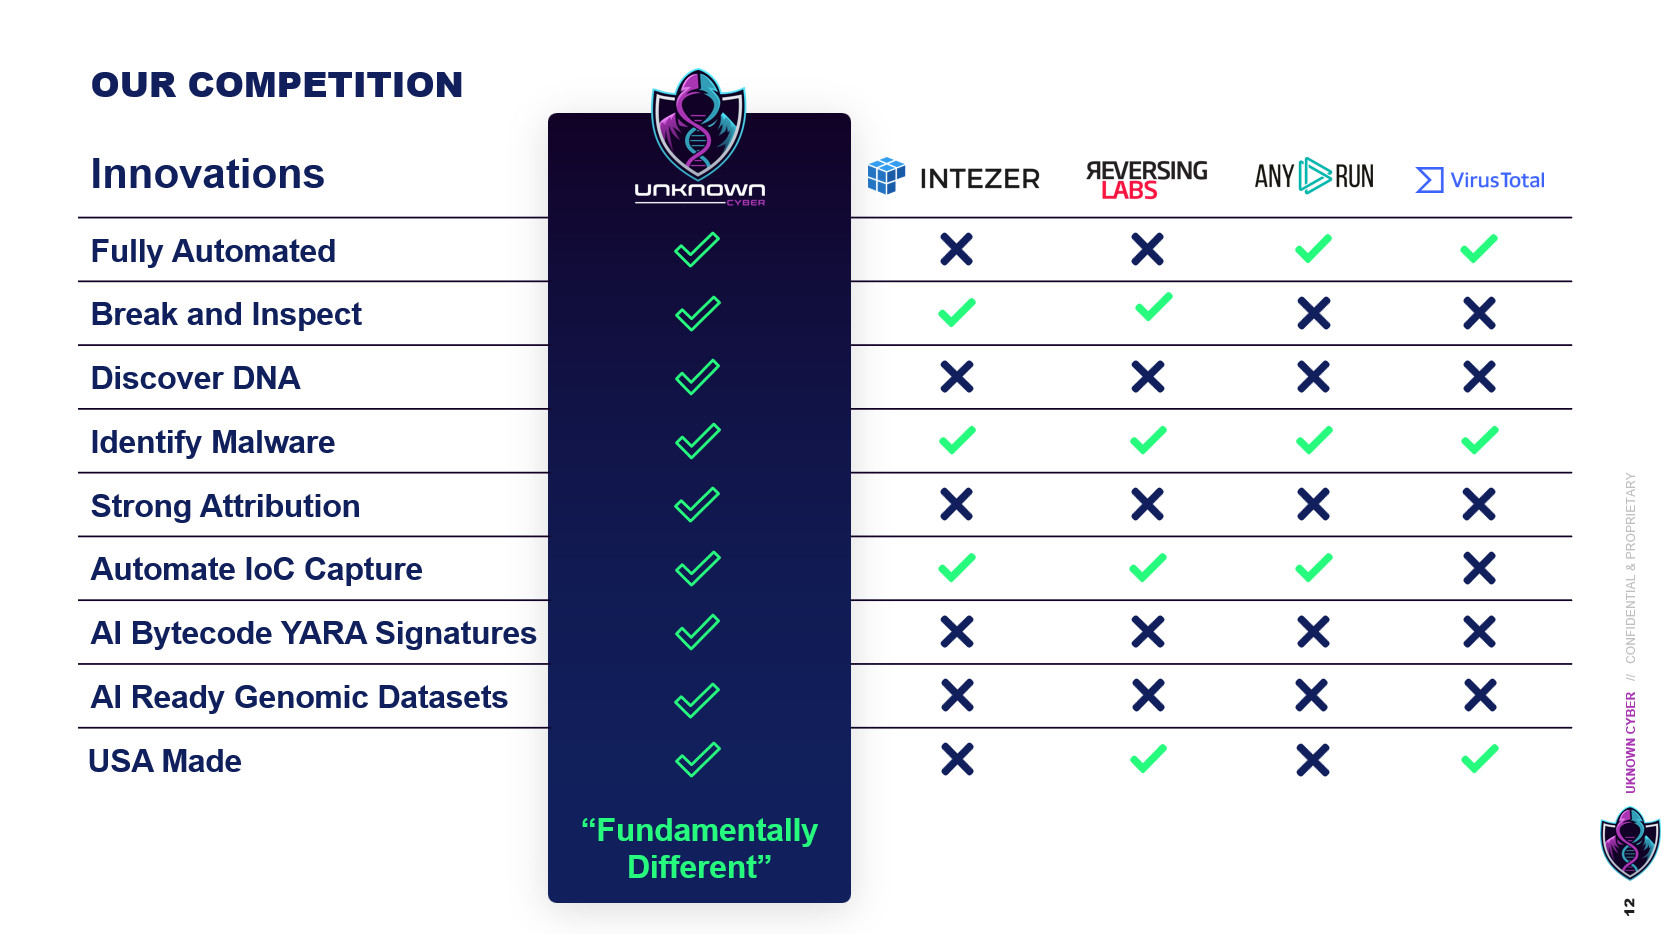 OUR COMPETITION
Innovations
UNKNOWN
CYBER
INTEZER
REVERSING
LABS
ANY RUN
VirusTotal
Fully Automated
Break and Inspect
Discover DNA
Identify Malware
Strong Attribution
Automate IoC Capture
AI Bytecode YARA Signatures
AI Ready Genomic Datasets
USA Made
“Fundamentally
Different”
UKNOWN CYBER // CONFIDENTIAL & PROPRIETARY
12